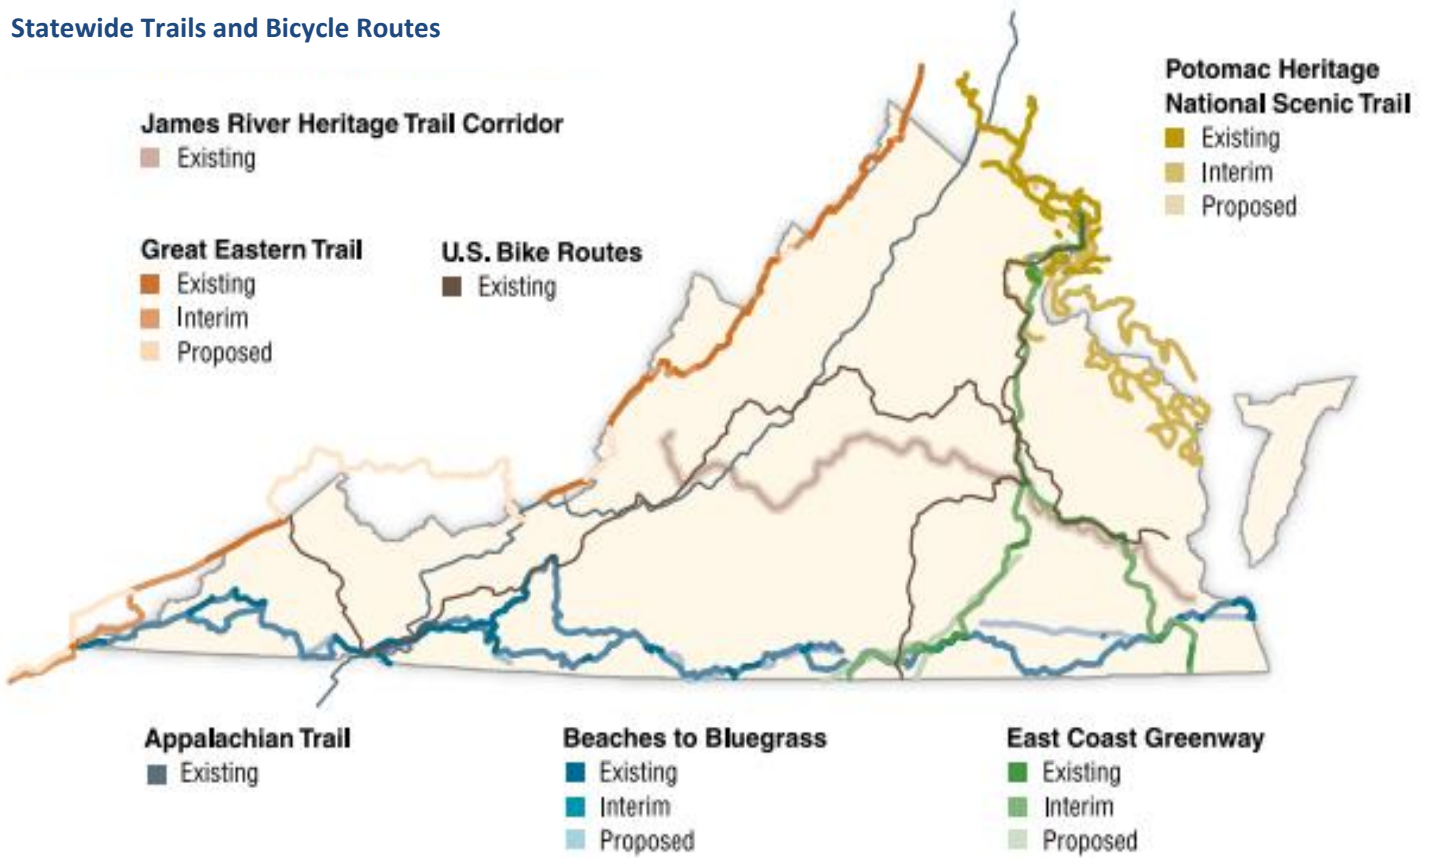 Statewide Trails and Bicycle Routes
James River Heritage Trail Corridor
Existing
Great Eastern Trail
Existing
Interim
Proposed
U.S. Bike Routes
Existing
Potomac Heritage
National Scenic Trail
Existing
Interim
Proposed
Appalachian Trail
Existing
Beaches to Bluegrass
Existing
Interim
Proposed
East Coast Greenway
Existing
Interim
Proposed